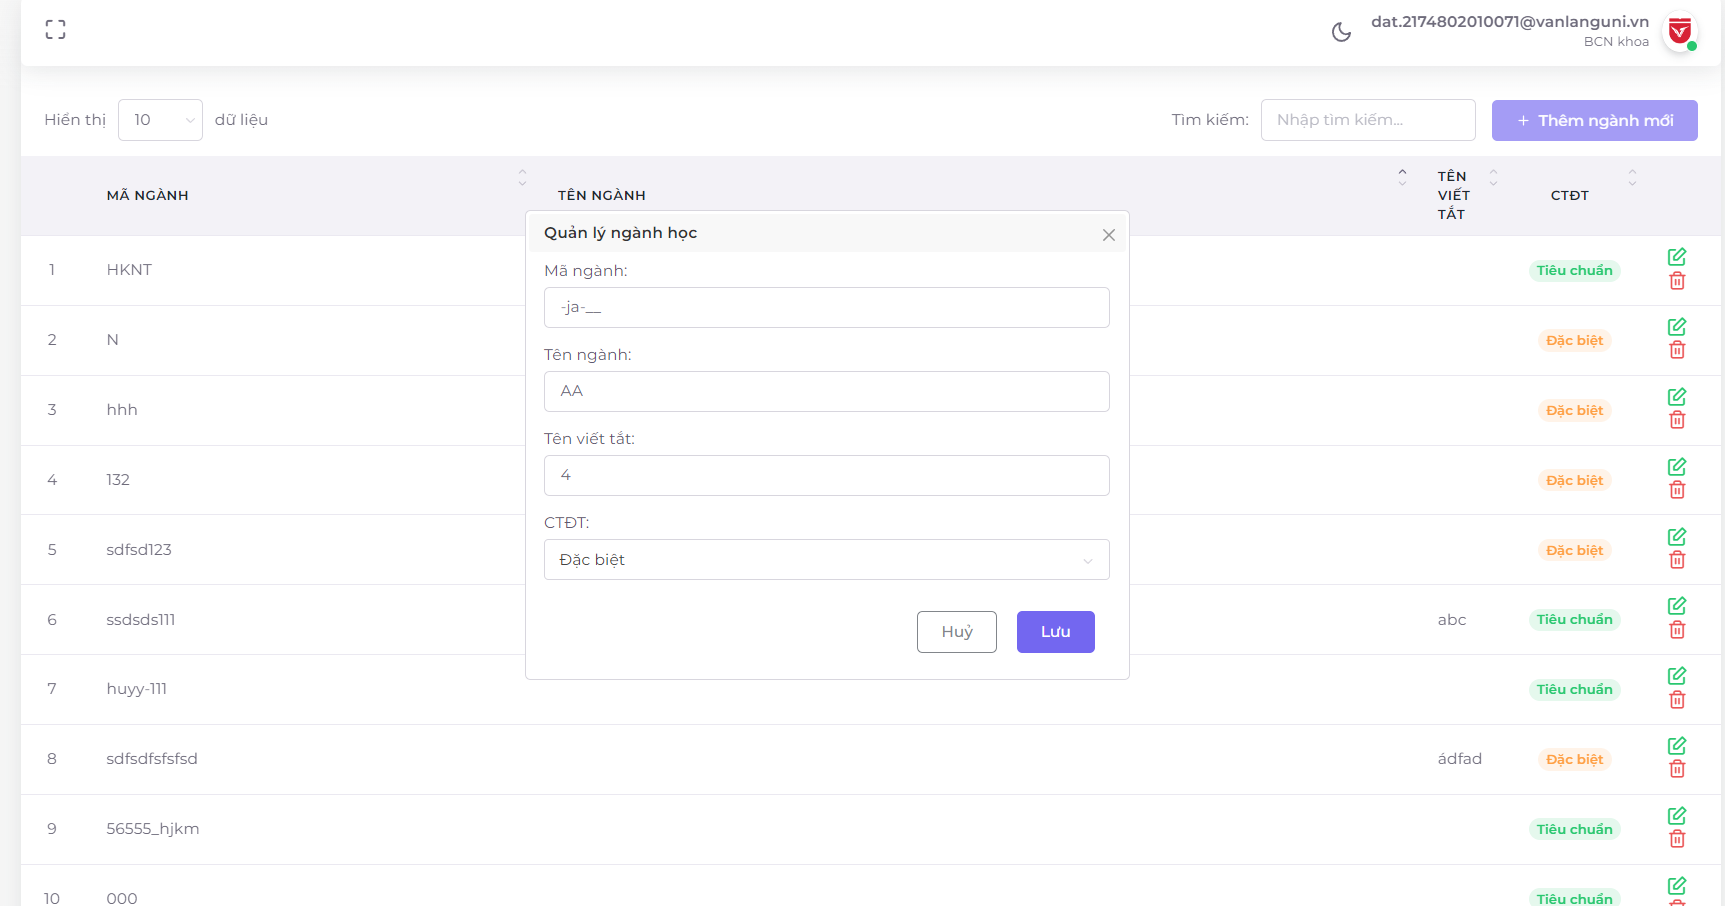 dat.2174802010071@vanlanguni.vn
BCN khoa
Hiển thị 10 dữ liệu
Tìm kiếm: Nhập tìm kiếm... + Thêm ngành mới
MÃ NGÀNH TÊN NGÀNH TÊN VIẾT TẮT CTĐT
1 HKNT Tiêu chuẩn
2 N Đặc biệt
3 hhh Đặc biệt
4 132 Đặc biệt
5 sdfsd123 Đặc biệt
6 ssdsds111 abc Tiêu chuẩn
7 huyy-111 Tiêu chuẩn
8 sdfsdfsfsfsd ádfad Đặc biệt
9 56555_hjkm Tiêu chuẩn
10 000 Tiêu chuẩn
Quản lý ngành học
Mã ngành:
-ja-__
Tên ngành:
AA
Tên viết tắt:
4
CTĐT:
Đặc biệt
Huỷ Lưu